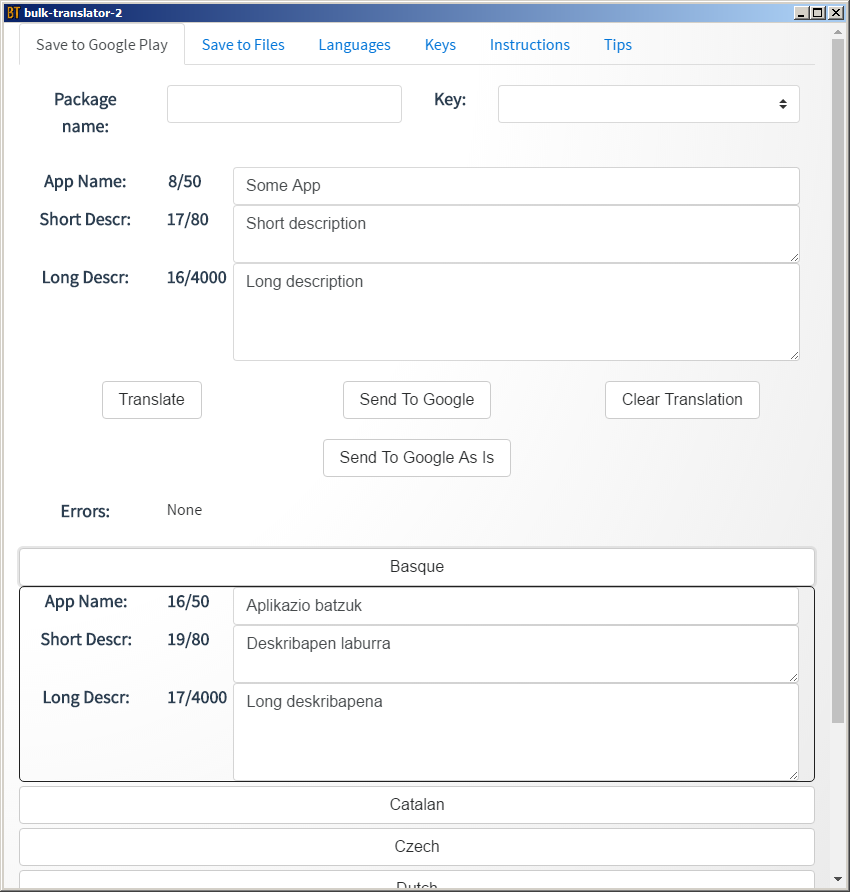 BT bulk-translator-2
Save to Google Play Save to Files Languages Keys Instructions Tips
Package name: Key:
App Name: 8/50 Some App
Short Descr: 17/80 Short description
Long Descr: 16/4000 Long description
Translate Send To Google Clear Translation
Send To Google As Is
Errors: None
Basque
App Name: 16/50 Aplikazio batzuk
Short Descr: 19/80 Deskribapen laburra
Long Descr: 17/4000 Long deskribapena
Catalan
Czech
Dutch